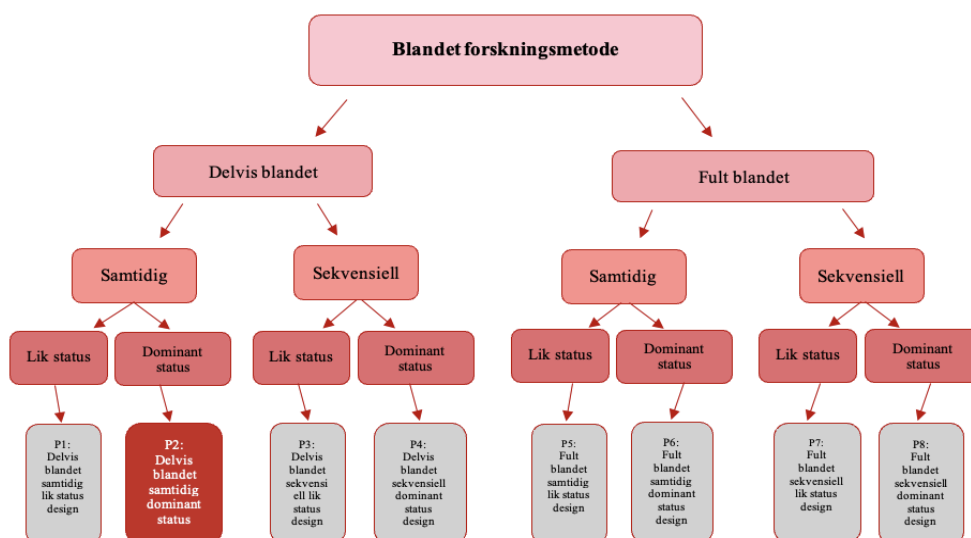 Blandet forskningsmetode
Delvis blandet
Fult blandet
Samtidig
Sekvensiell
Samtidig
Sekvensiell
Lik status
Dominant
status
Lik status
Dominant
status
Lik status
Dominant
status
Lik status
Dominant
status
P1:
Delvis
blandet
samtidig
lik status
design
P2:
Delvis
blandet
samtidig
dominant
status
P3:
Delvis
blandet
sekvensi
ell lik
status
design
P4:
Delvis
blandet
sekvensiell
dominant
status
design
P5:
Fult
blandet
samtidig
lik status
design
P6:
Fult
blandet
samtidig
dominant
status
design
P7:
Fult
blandet
sekvensiell
lik status
design
P8:
Fult
blandet
sekvensiell
dominant
status
design